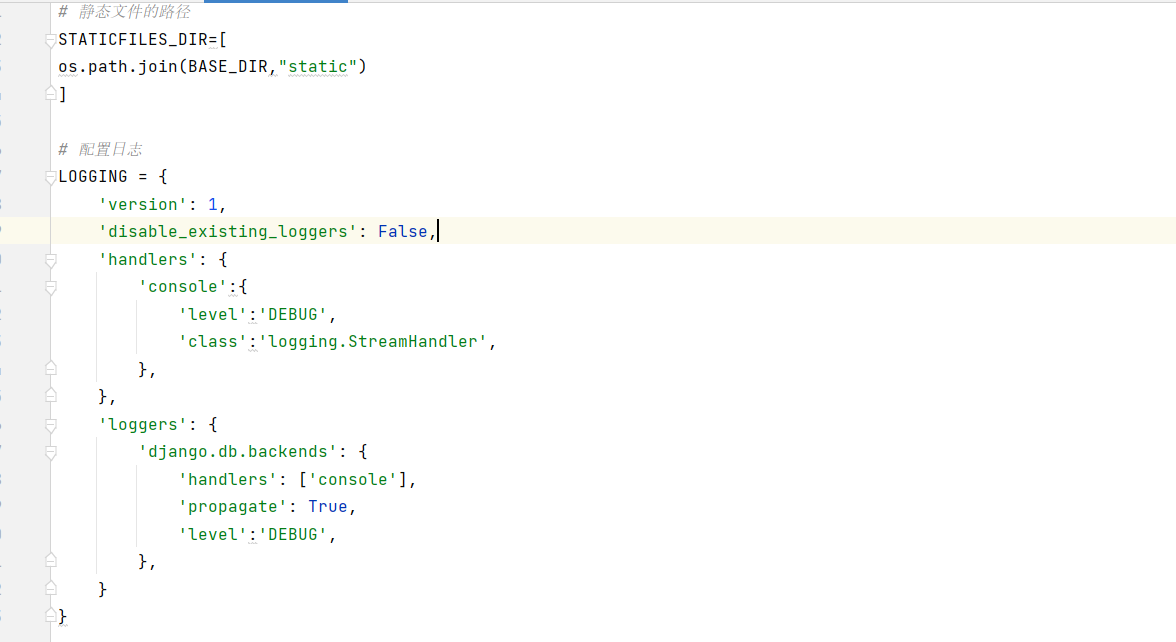 # 静态文件的路径
STATICFILES_DIR=[
os.path.join(BASE_DIR,"static")
]
# 配置日志
LOGGING = {
    'version': 1,
    'disable_existing_loggers': False,
    'handlers': {
        'console':{
            'level':'DEBUG',
            'class':'logging.StreamHandler',
        },
    },
    'loggers': {
        'django.db.backends': {
            'handlers': ['console'],
            'propagate': True,
            'level':'DEBUG',
        },
    }
}